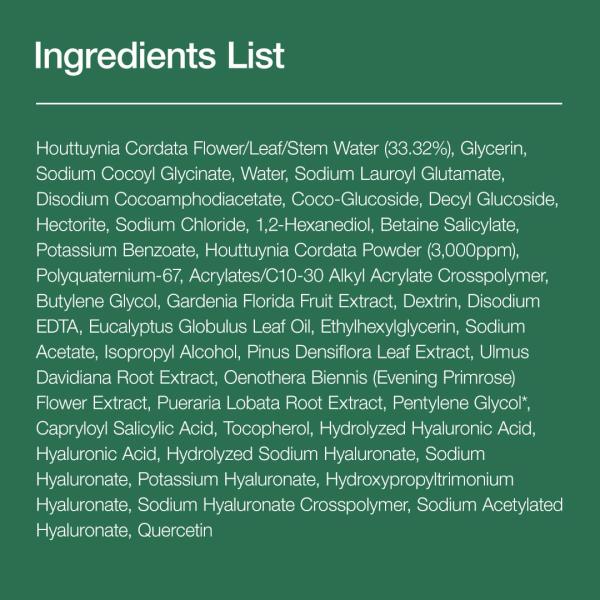 Ingredients List
Houttuynia Cordata Flower/Leaf/Stem Water (33.32%), Glycerin,
Sodium Cocoyl Glycinate, Water, Sodium Lauroyl Glutamate,
Disodium Cocoamphodiacetate, Coco-Glucoside, Decyl Glucoside,
Hectorite, Sodium Chloride, 1,2-Hexanediol, Betaine Salicylate,
Potassium Benzoate, Houttuynia Cordata Powder (3,000ppm),
Polyquaternium-67, Acrylates/C10-30 Alkyl Acrylate Crosspolymer,
Butylene Glycol, Gardenia Florida Fruit Extract, Dextrin, Disodium
EDTA, Eucalyptus Globulus Leaf Oil, Ethylhexylglycerin, Sodium
Acetate, Isopropyl Alcohol, Pinus Densiflora Leaf Extract, Ulmus
Davidiana Root Extract, Oenothera Biennis (Evening Primrose)
Flower Extract, Pueraria Lobata Root Extract, Pentylene Glycol*,
Capryloyl Salicylic Acid, Tocopherol, Hydrolyzed Hyaluronic Acid,
Hyaluronic Acid, Hydrolyzed Sodium Hyaluronate, Sodium
Hyaluronate, Potassium Hyaluronate, Hydroxypropyltrimonium
Hyaluronate, Sodium Hyaluronate Crosspolymer, Sodium Acetylated
Hyaluronate, Quercetin